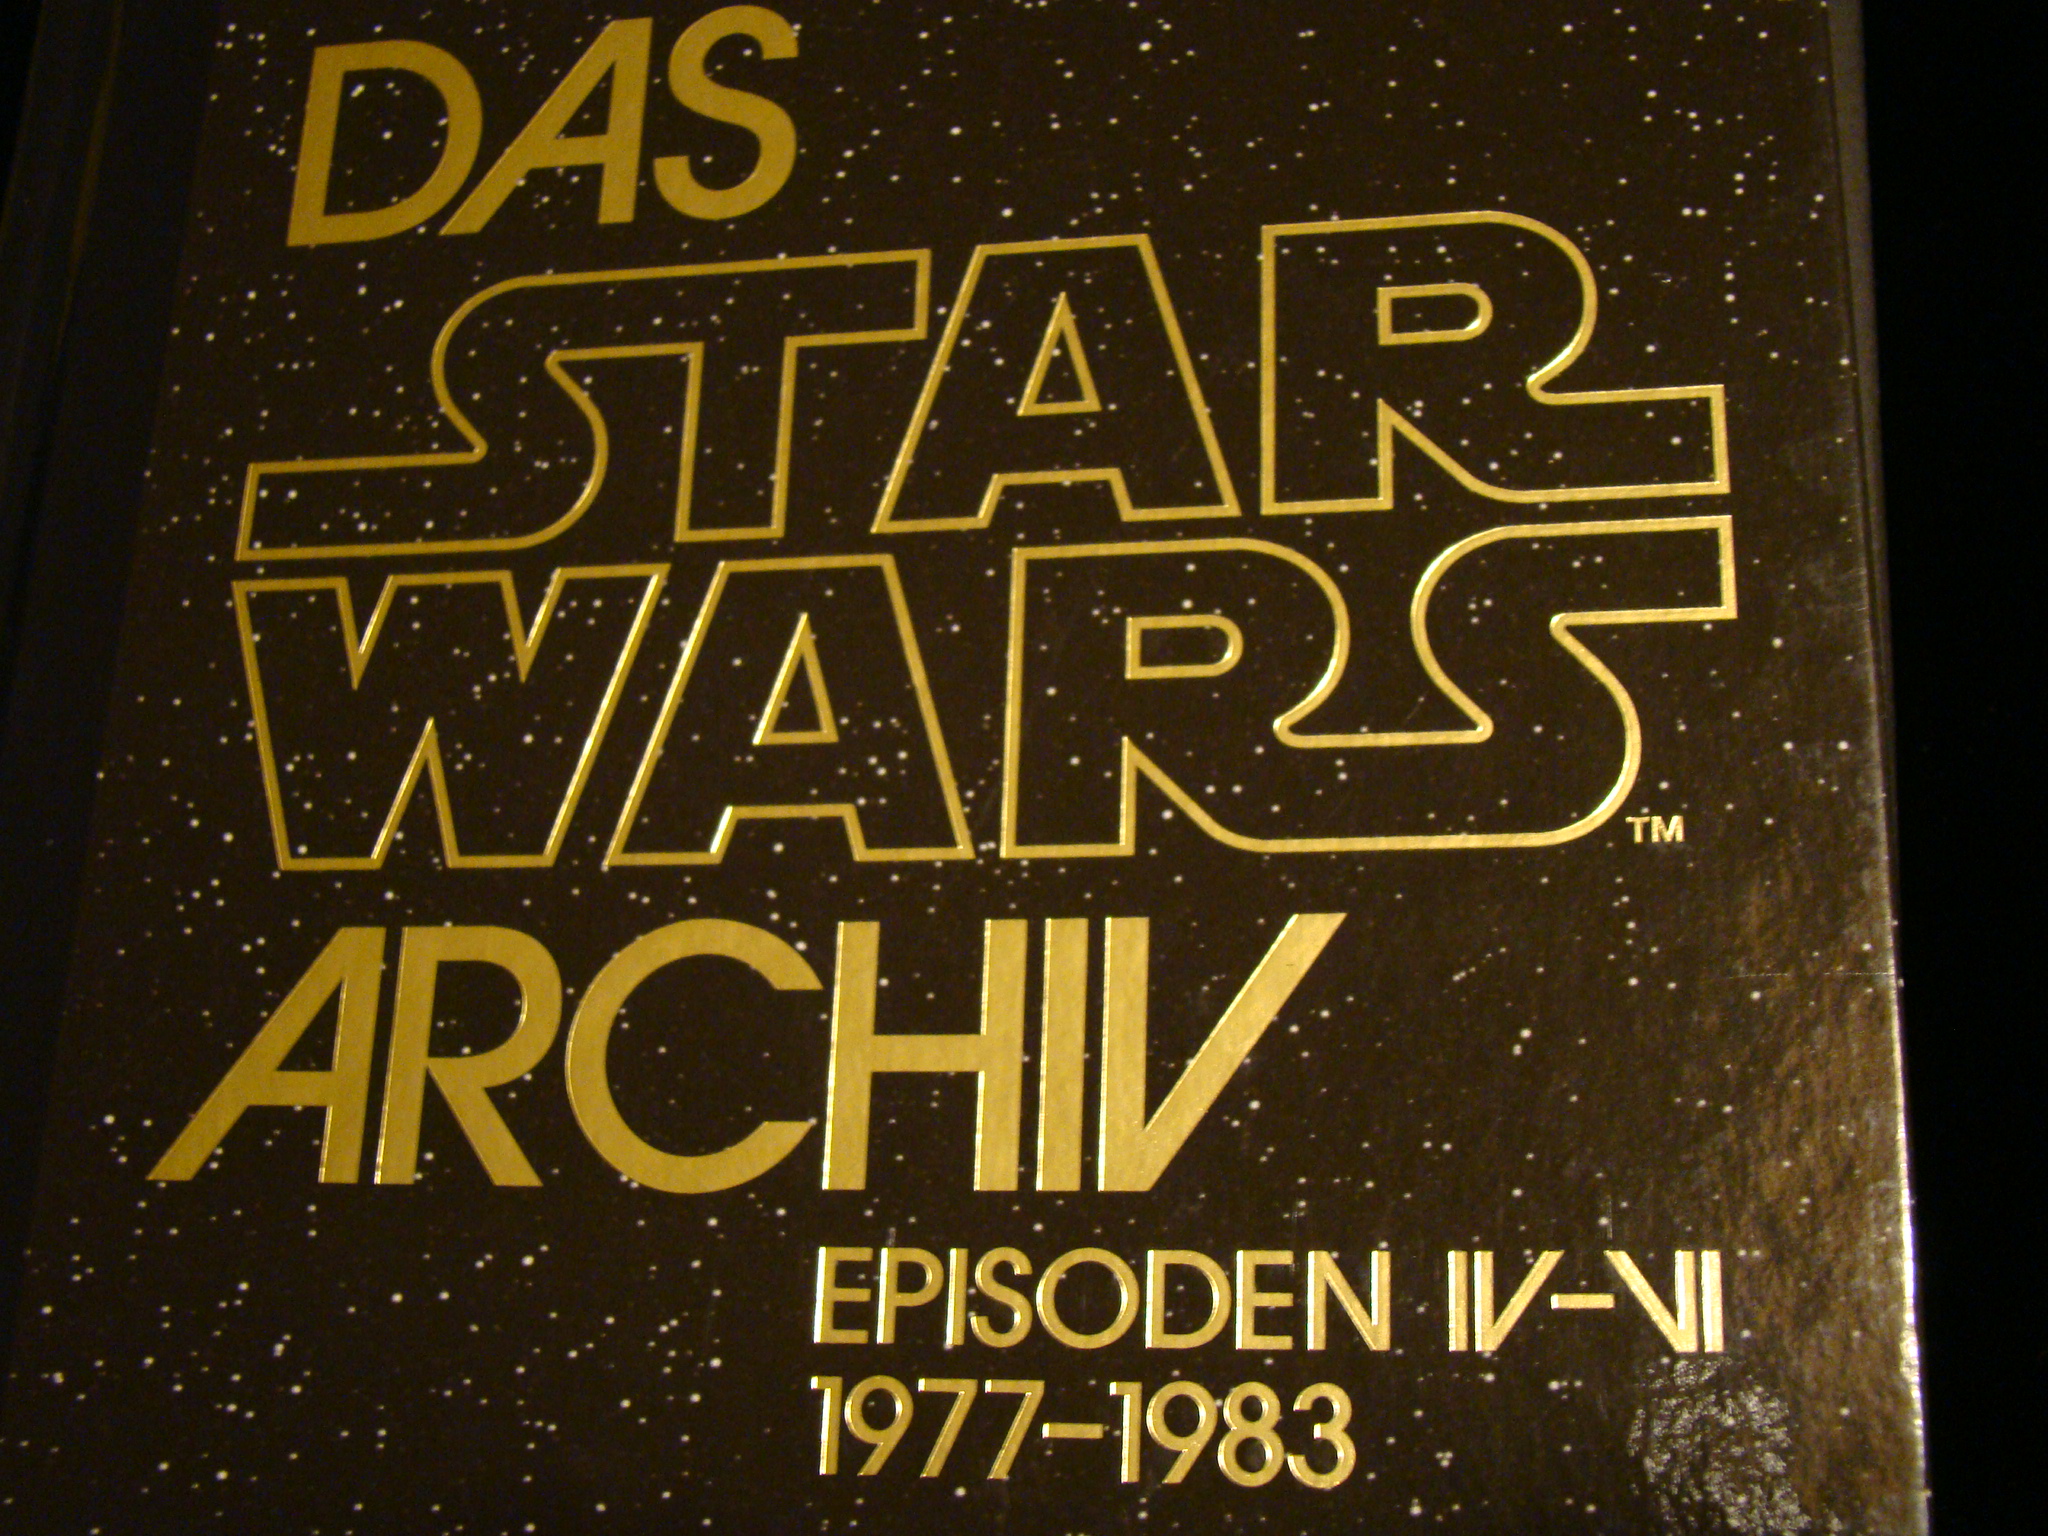 DAS
STAR
WARS™
ARCHIV
EPISODEN IV–VI
1977–1983